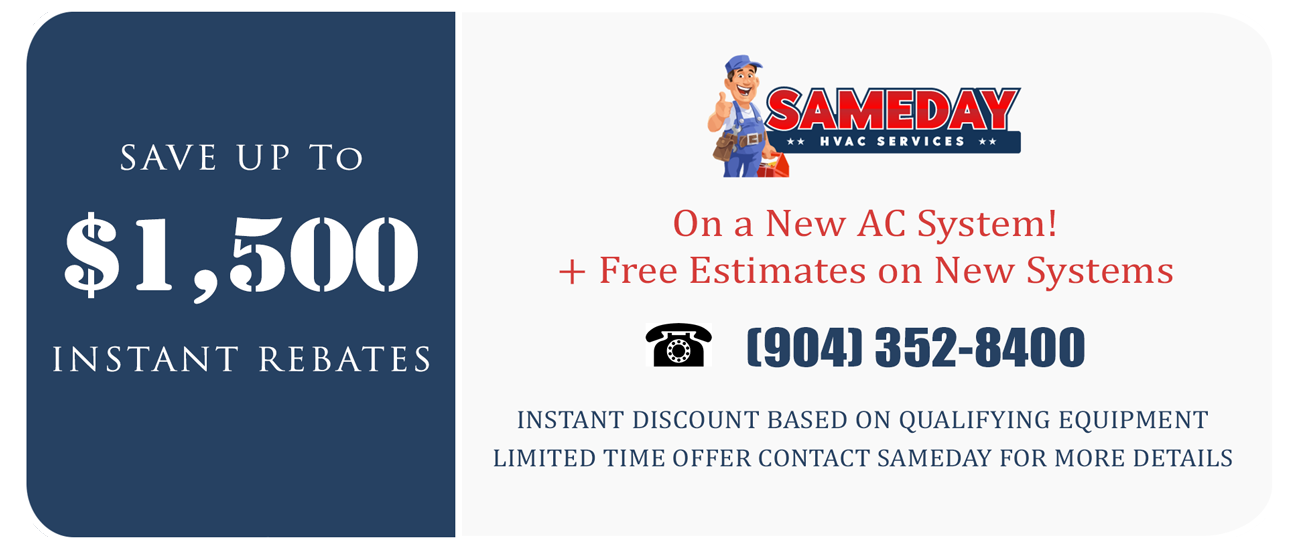 SAVE UP To
$1,500
INSTANT REBATES
SAMEDAY
HVAC SERVICES
On a New AC System!
+ Free Estimates on New Systems
(904) 352-8400
INSTANT DISCOUNT BASED ON QUALIFYING EQUIPMENT
LIMITED TIME OFFER CONTACT SAMEDAY FOR MORE DETAILS